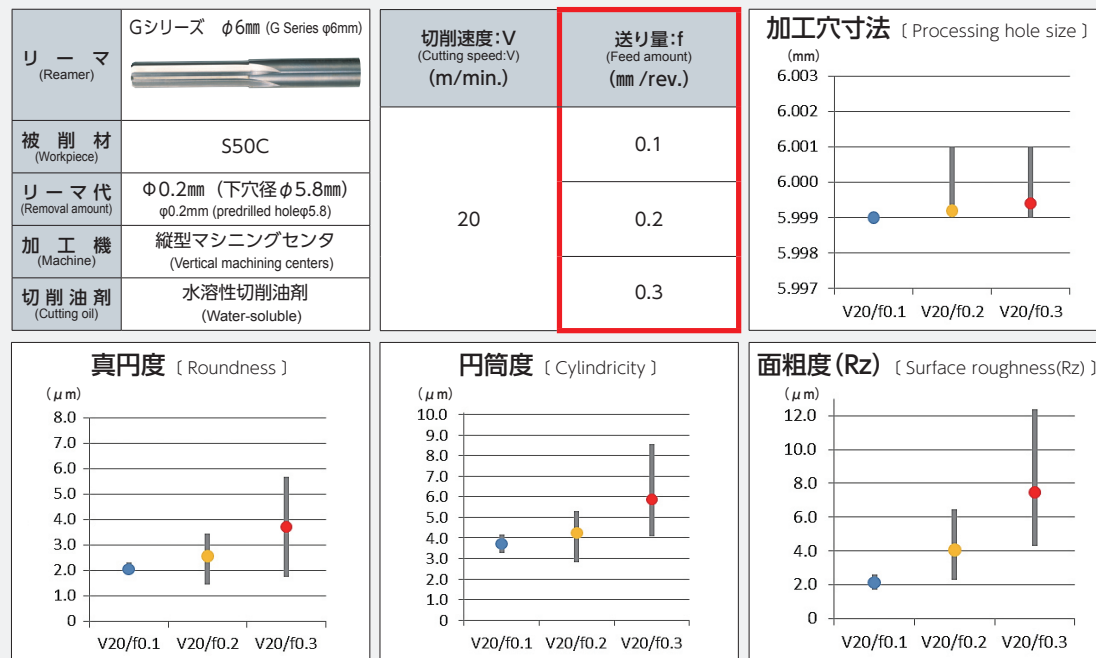 リーマ
(Reamer)
Gシリーズ φ6㎜ (G Series φ6mm)
被削材
(Workpiece)
S50C
リーマ代
(Removal amount)
Φ0.2㎜（下穴径φ5.8㎜）
φ0.2mm (predrilled holeφ5.8)
加工機
(Machine)
縦型マシニングセンタ
(Vertical machining centers)
切削油剤
(Cutting oil)
水溶性切削油剤
(Water-soluble)
切削速度:V
(Cutting speed:V)
(m/min.)
送り量:f
(Feed amount)
(㎜/rev.)
20
0.1
0.2
0.3
加工穴寸法〔 Processing hole size 〕
(mm)
6.003
6.002
6.001
6.000
5.999
5.998
5.997
V20/f0.1 V20/f0.2 V20/f0.3
真円度〔 Roundness 〕
(μm)
8.0
7.0
6.0
5.0
4.0
3.0
2.0
1.0
0
V20/f0.1 V20/f0.2 V20/f0.3
円筒度〔 Cylindricity 〕
(μm)
10.0
9.0
8.0
7.0
6.0
5.0
4.0
3.0
2.0
1.0
0
V20/f0.1 V20/f0.2 V20/f0.3
面粗度(Rz)〔 Surface roughness(Rz) 〕
(μm)
12.0
10.0
8.0
6.0
4.0
2.0
0
V20/f0.1 V20/f0.2 V20/f0.3